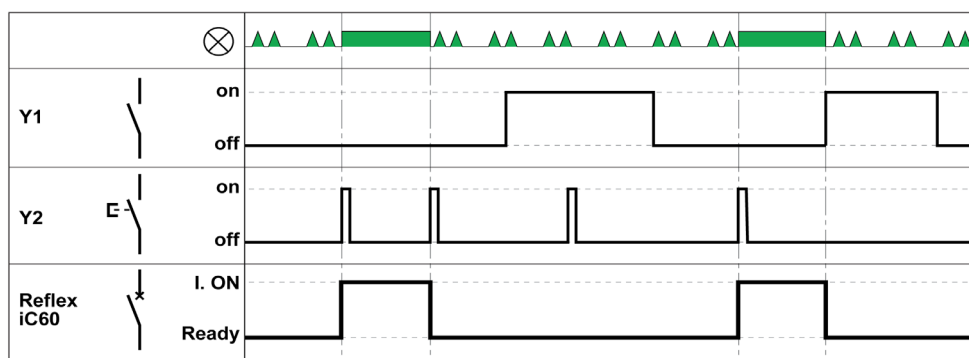 on
Y1
off
on
Y2
off
I. ON
Reflex
iC60
Ready